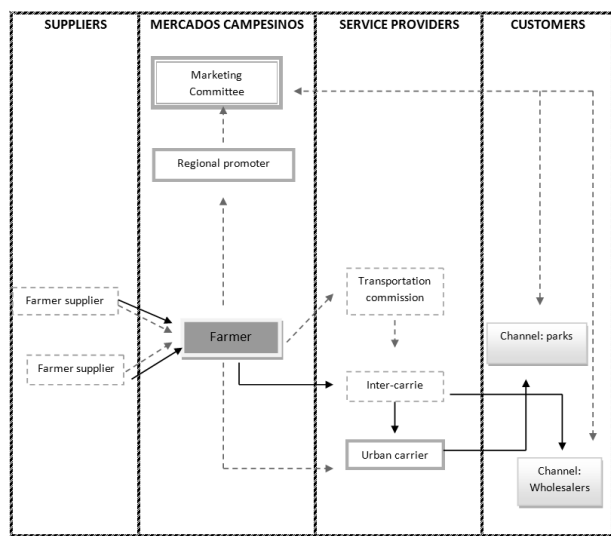 SUPPLIERS
MERCADOS CAMPESINOS
SERVICE PROVIDERS
CUSTOMERS
Marketing
Committee
Regional promoter
Farmer supplier
Farmer supplier
Farmer
Transportation
commission
Inter-carrie
Urban carrier
Channel: parks
Channel:
Wholesalers